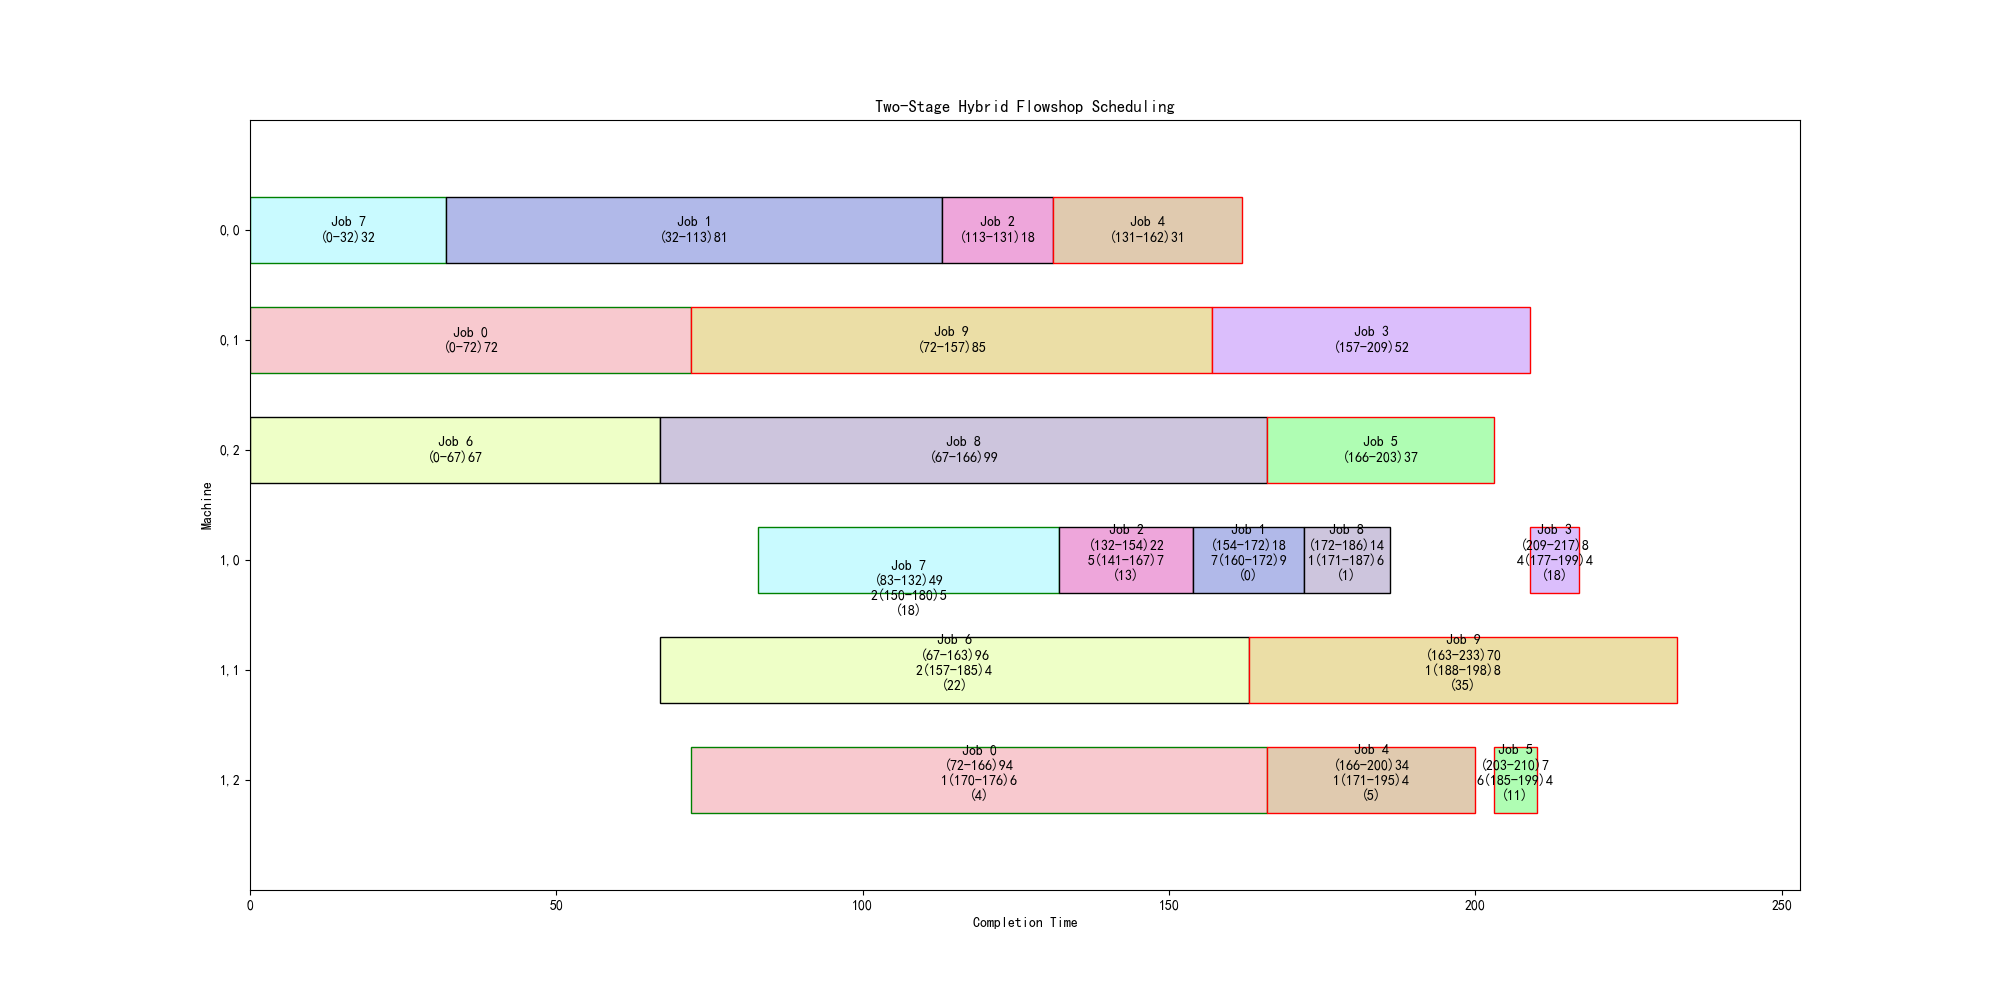 Two-Stage Hybrid Flowshop Scheduling
Machine
0,0
Job 7
(0-32)32
Job 1
(32-113)81
Job 2
(113-131)18
Job 4
(131-162)31
0,1
Job 0
(0-72)72
Job 9
(72-157)85
Job 3
(157-209)52
0,2
Job 6
(0-67)67
Job 8
(67-166)99
Job 5
(166-203)37
1,0
Job 7
(83-132)49
2(150-180)5
(18)
Job 2
(132-154)22
5(141-167)7
(13)
Job 1
(154-172)18
7(160-172)9
(0)
Job 8
(172-186)14
1(171-187)6
(1)
Job 3
(209-217)8
4(177-199)4
(18)
1,1
Job 6
(67-163)96
2(157-185)4
(22)
Job 9
(163-233)70
1(188-198)8
(35)
1,2
Job 0
(72-166)94
1(170-176)6
(4)
Job 4
(166-200)34
1(171-195)4
(5)
Job 5
(203-210)7
6(185-199)4
(11)
0 50 100 150 200 250
Completion Time